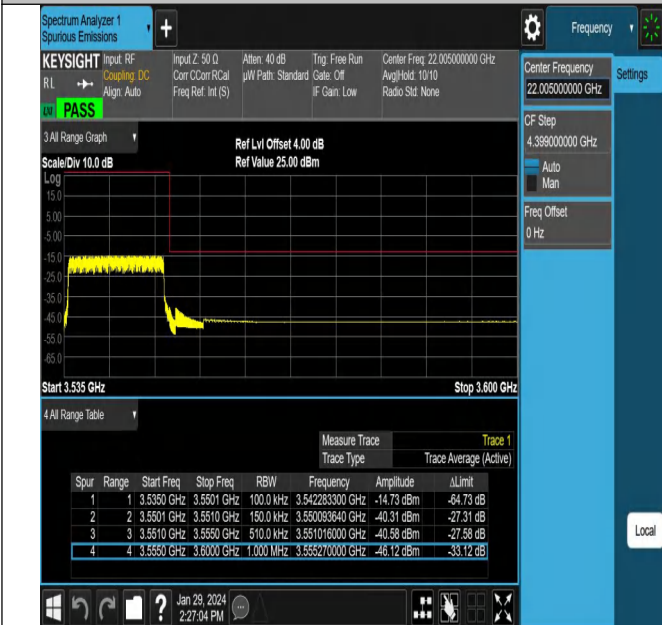 Spectrum Analyzer 1
Spurious Emissions
+
Frequency
KEYSIGHT Input: RF Input Z: 50 Ω Atten: 40 dB Trig: Free Run Center Freq: 22.005000000 GHz
RL Coupling: DC Corr CCorr RCal µW Path: Standard Gate: Off Avg|Hold: 10/10
Align: Auto Freq Ref: Int (S) IF Gain: Low Radio Std: None
PASS
Center Frequency
22.005000000 GHz
Settings
CF Step
4.399000000 GHz
Auto
Man
Freq Offset
0 Hz
Local
3 All Range Graph
Ref Lvl Offset 4.00 dB
Scale/Div 10.0 dB Ref Value 25.00 dBm
Log
15.0
5.00
-5.00
-15.0
-25.0
-35.0
-45.0
-55.0
-65.0
Start 3.535 GHz Stop 3.600 GHz
4 All Range Table
Measure Trace Trace 1
Trace Type Trace Average (Active)
Spur Range Start Freq Stop Freq RBW Frequency Amplitude ΔLimit
1 1 3.5350 GHz 3.5501 GHz 100.0 kHz 3.542283300 GHz -14.73 dBm -64.73 dB
2 2 3.5501 GHz 3.5510 GHz 150.0 kHz 3.550093640 GHz -40.31 dBm -27.31 dB
3 3 3.5510 GHz 3.5550 GHz 510.0 kHz 3.551016000 GHz -40.58 dBm -27.58 dB
4 4 3.5550 GHz 3.6000 GHz 1.000 MHz 3.555270000 GHz -46.12 dBm -33.12 dB
?
Jan 29, 2024
2:27:04 PM